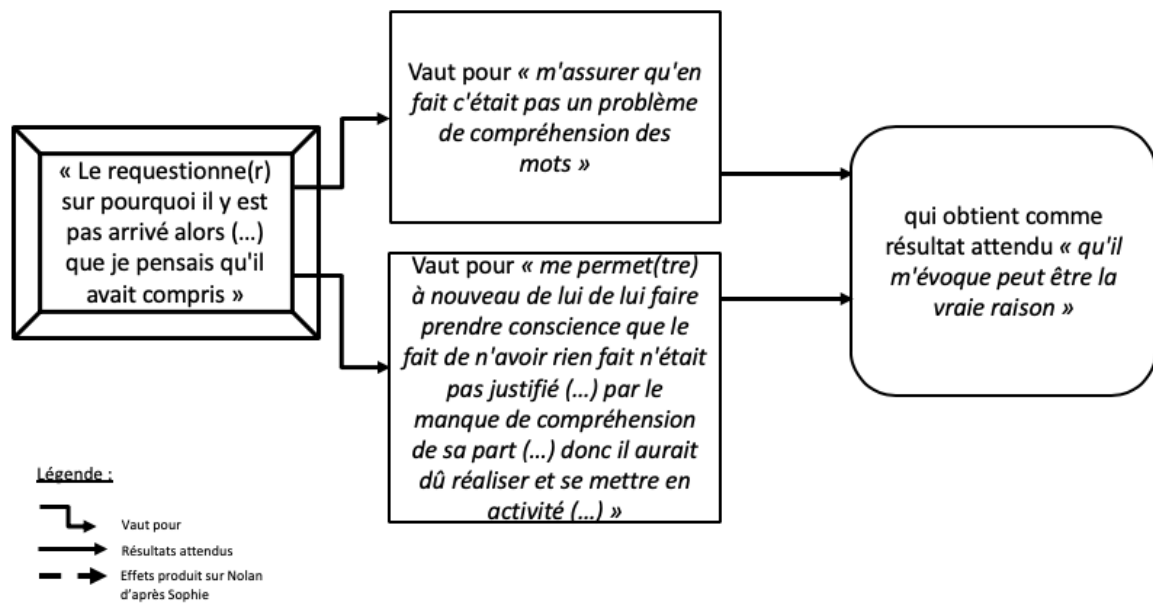 « Le requestionne(r)
sur pourquoi il y est
pas arrivé alors (...)
que je pensais qu'il
avait compris »
Vaut pour « m'assurer qu'en
fait c'était pas un problème
de compréhension des
mots »
Vaut pour « me permet(tre)
à nouveau de lui de lui faire
prendre conscience que le
fait de n'avoir rien fait n'était
pas justifié (...) par le
manque de compréhension
de sa part (...) donc il aurait
dû réaliser et se mettre en
activité (...) »
qui obtient comme
résultat attendu « qu'il
m'évoque peut être la
vraie raison »
Légende :
Vaut pour
Résultats attendus
Effets produit sur Nolan
d'après Sophie